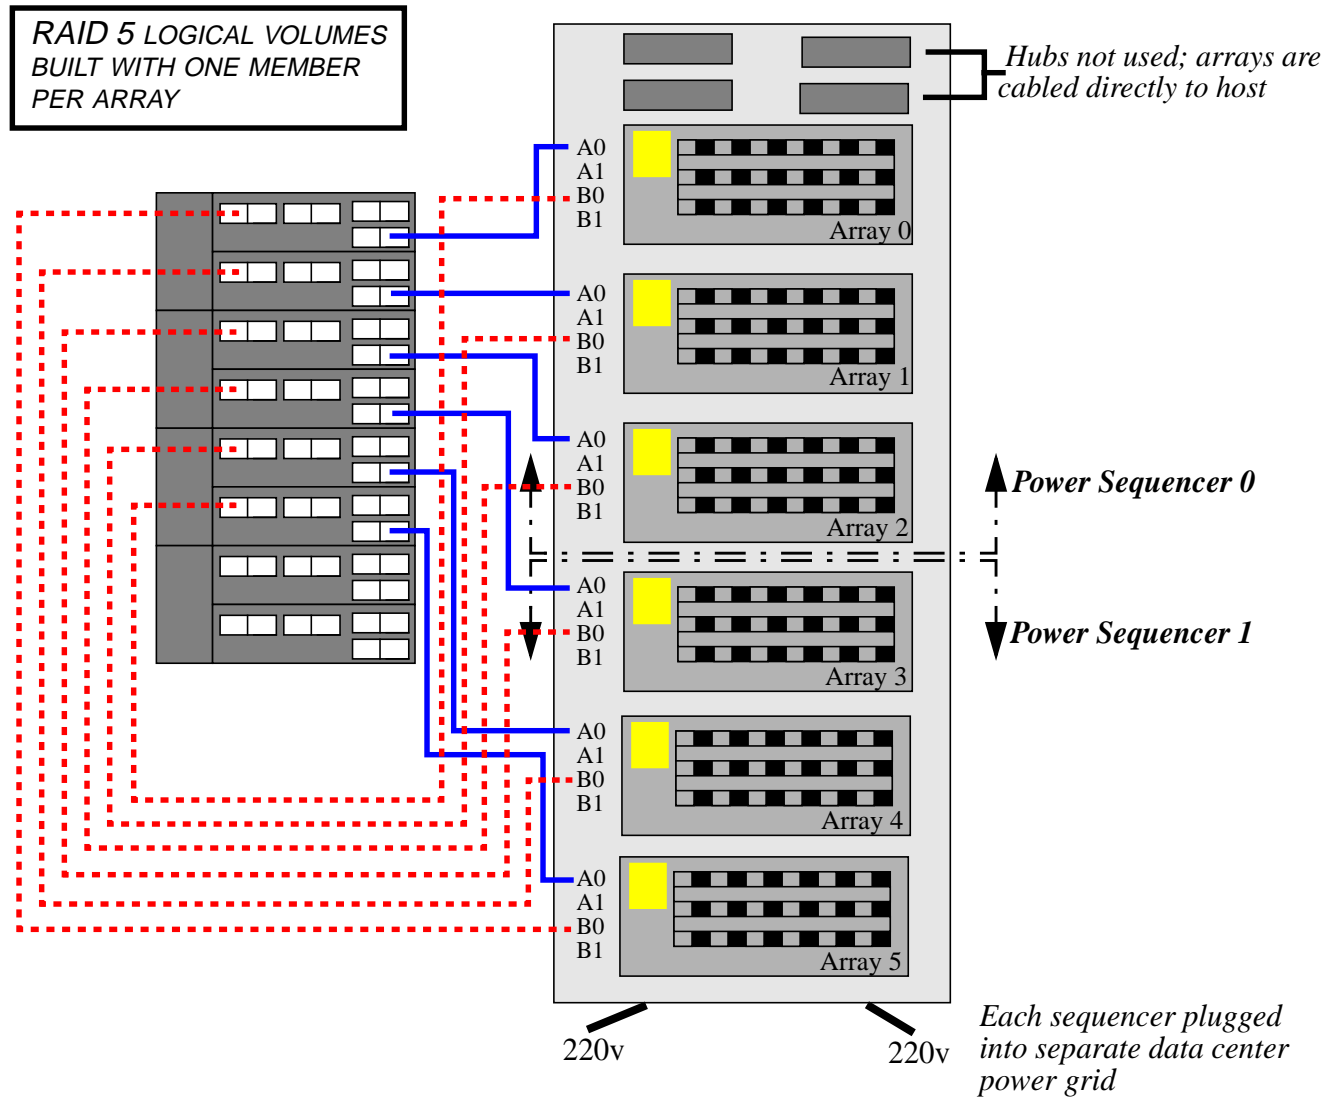 RAID 5 LOGICAL VOLUMES
BUILT WITH ONE MEMBER
PER ARRAY
Hubs not used; arrays are
cabled directly to host
A0
A1
B0
B1
Array 0
A0
A1
B0
B1
Array 1
A0
A1
B0
B1
Array 2
Power Sequencer 0
A0
A1
B0
B1
Array 3
Power Sequencer 1
A0
A1
B0
B1
Array 4
A0
A1
B0
B1
Array 5
220v
220v
Each sequencer plugged
into separate data center
power grid